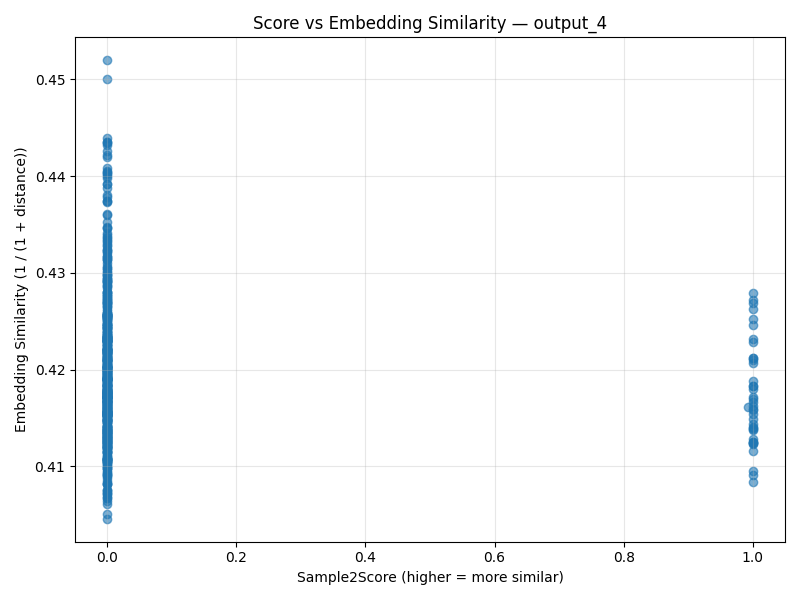 Score vs Embedding Similarity — output_4
Embedding Similarity (1 / (1 + distance))
0.45
0.44
0.43
0.42
0.41
0.0 0.2 0.4 0.6 0.8 1.0
Sample2Score (higher = more similar)